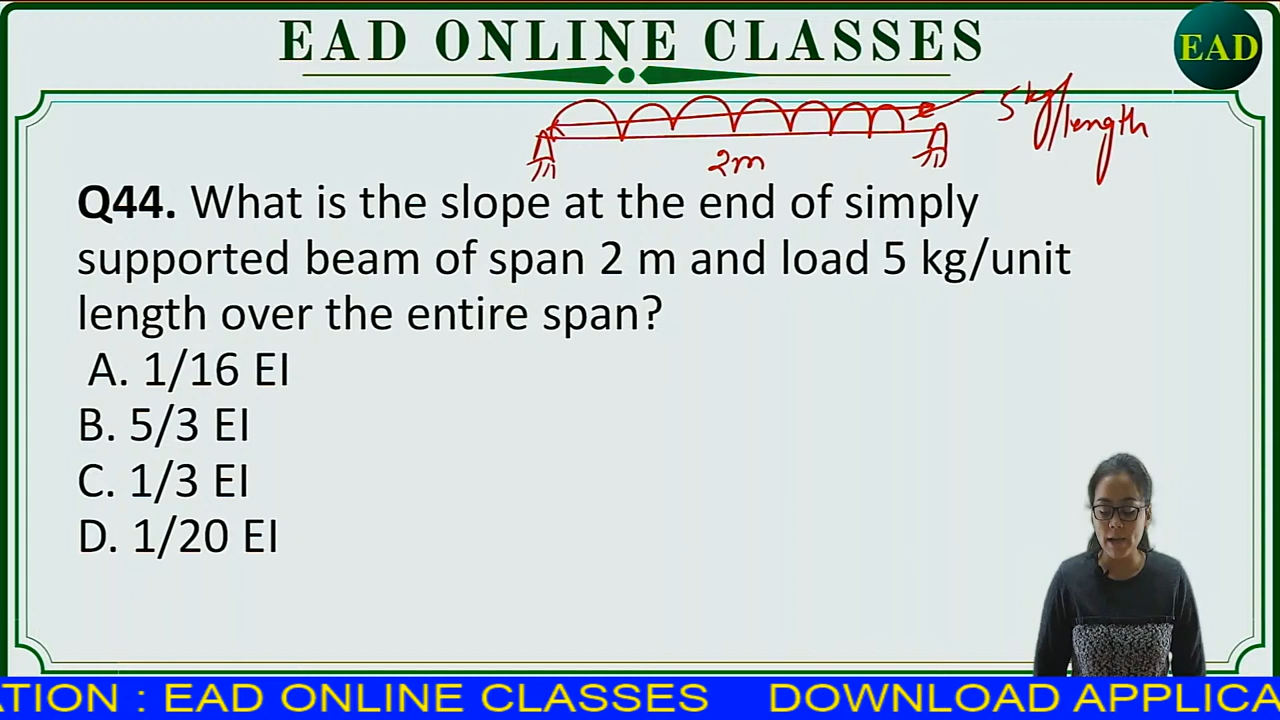 EAD ONLINE CLASSES
EAD
5 kg/
length
2m
Q44. What is the slope at the end of simply
supported beam of span 2 m and load 5 kg/unit
length over the entire span?
A. 1/16 EI
B. 5/3 EI
C. 1/3 EI
D. 1/20 EI
ATION : EAD ONLINE CLASSES DOWNLOAD APPLICA